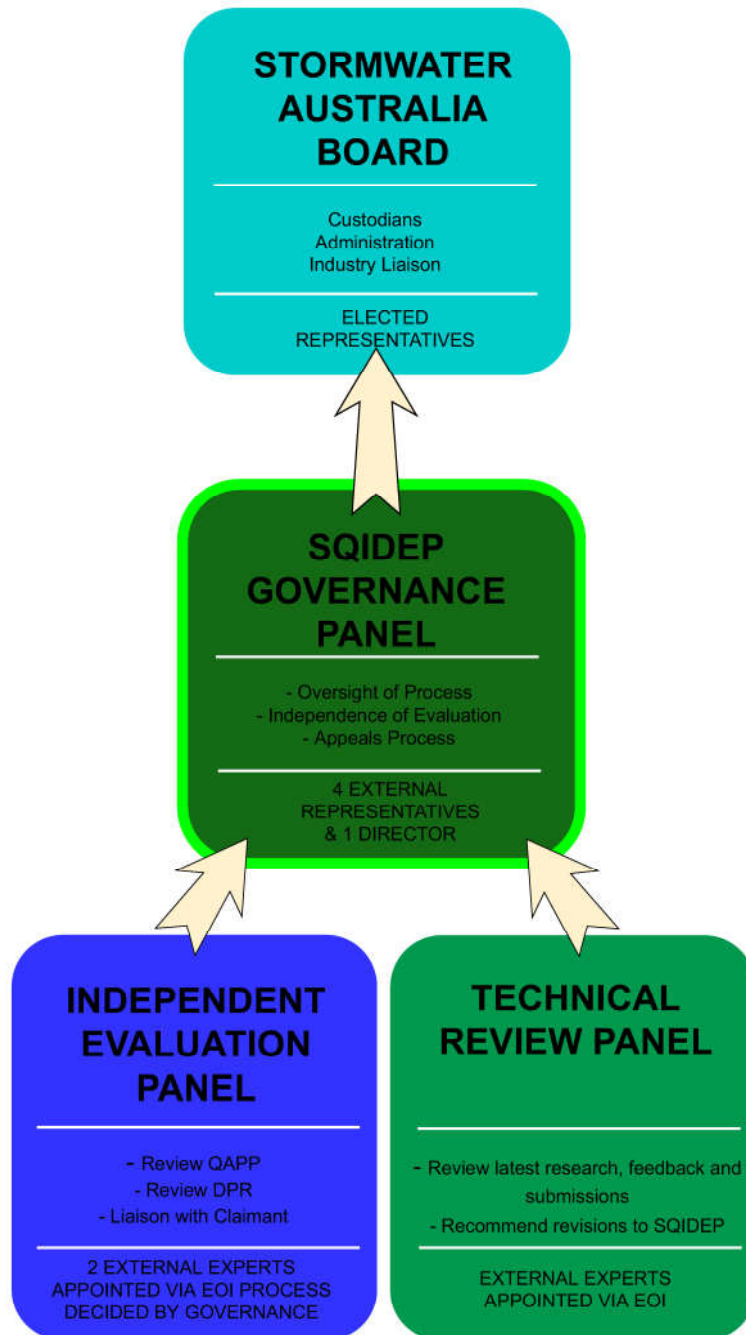 STORMWATER
AUSTRALIA
BOARD
Custodians
Administration
Industry Liaison
ELECTED
REPRESENTATIVES
SQIDEP
GOVERNANCE
PANEL
- Oversight of Process
- Independence of Evaluation
- Appeals Process
4 EXTERNAL
REPRESENTATIVES
& 1 DIRECTOR
INDEPENDENT
EVALUATION
PANEL
- Review QAPP
- Review DPR
- Liaison with Claimant
2 EXTERNAL EXPERTS
APPOINTED VIA EOI PROCESS
DECIDED BY GOVERNANCE
TECHNICAL
REVIEW PANEL
- Review latest research, feedback and
submissions
- Recommend revisions to SQIDEP
EXTERNAL EXPERTS
APPOINTED VIA EOI